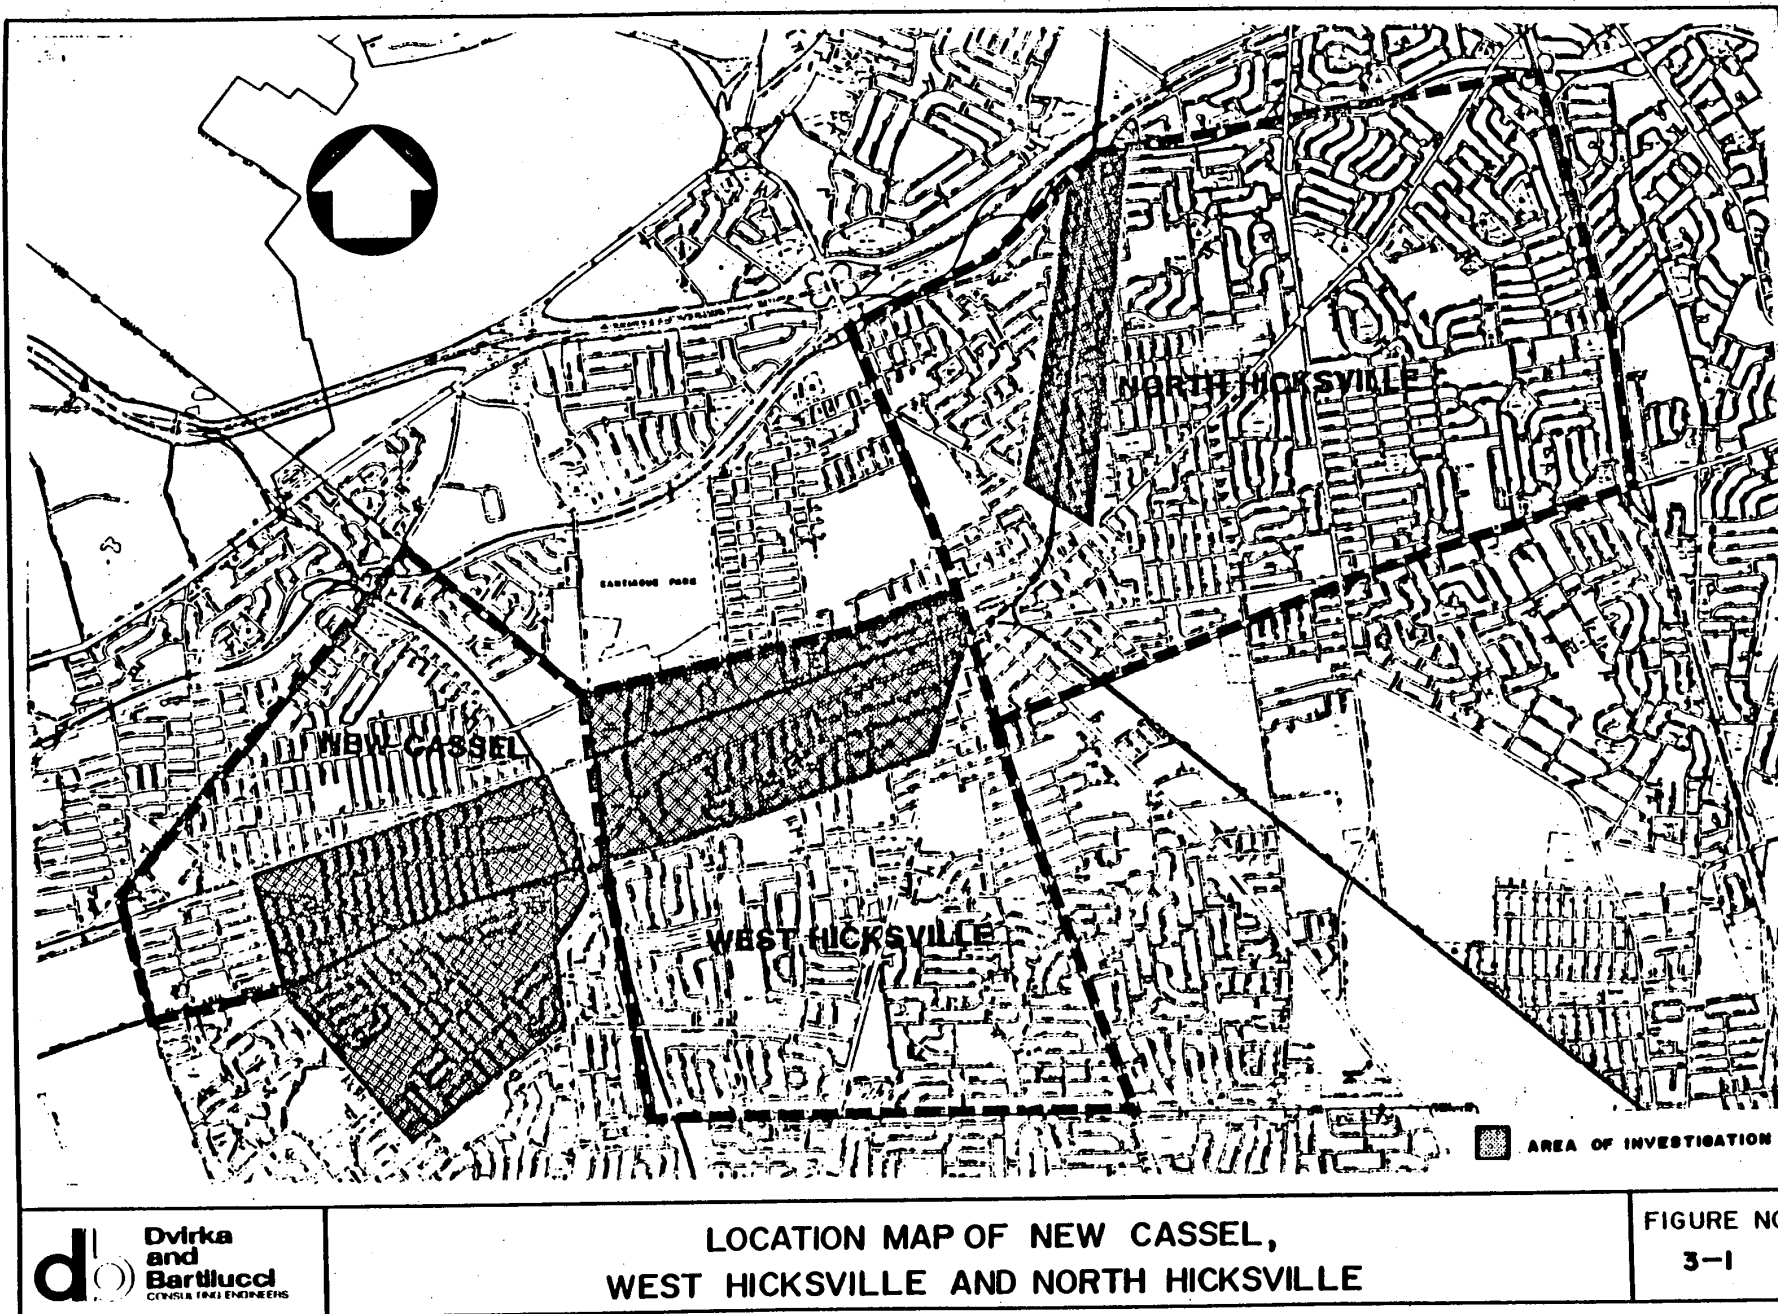 NORTH HICKSVILLE
NEW CASSEL
WEST HICKSVILLE
AREA OF INVESTIGATION
db
Dvirka
and
Bartilucci
CONSULTING ENGINEERS
LOCATION MAP OF NEW CASSEL,
WEST HICKSVILLE AND NORTH HICKSVILLE
FIGURE NO
3-1